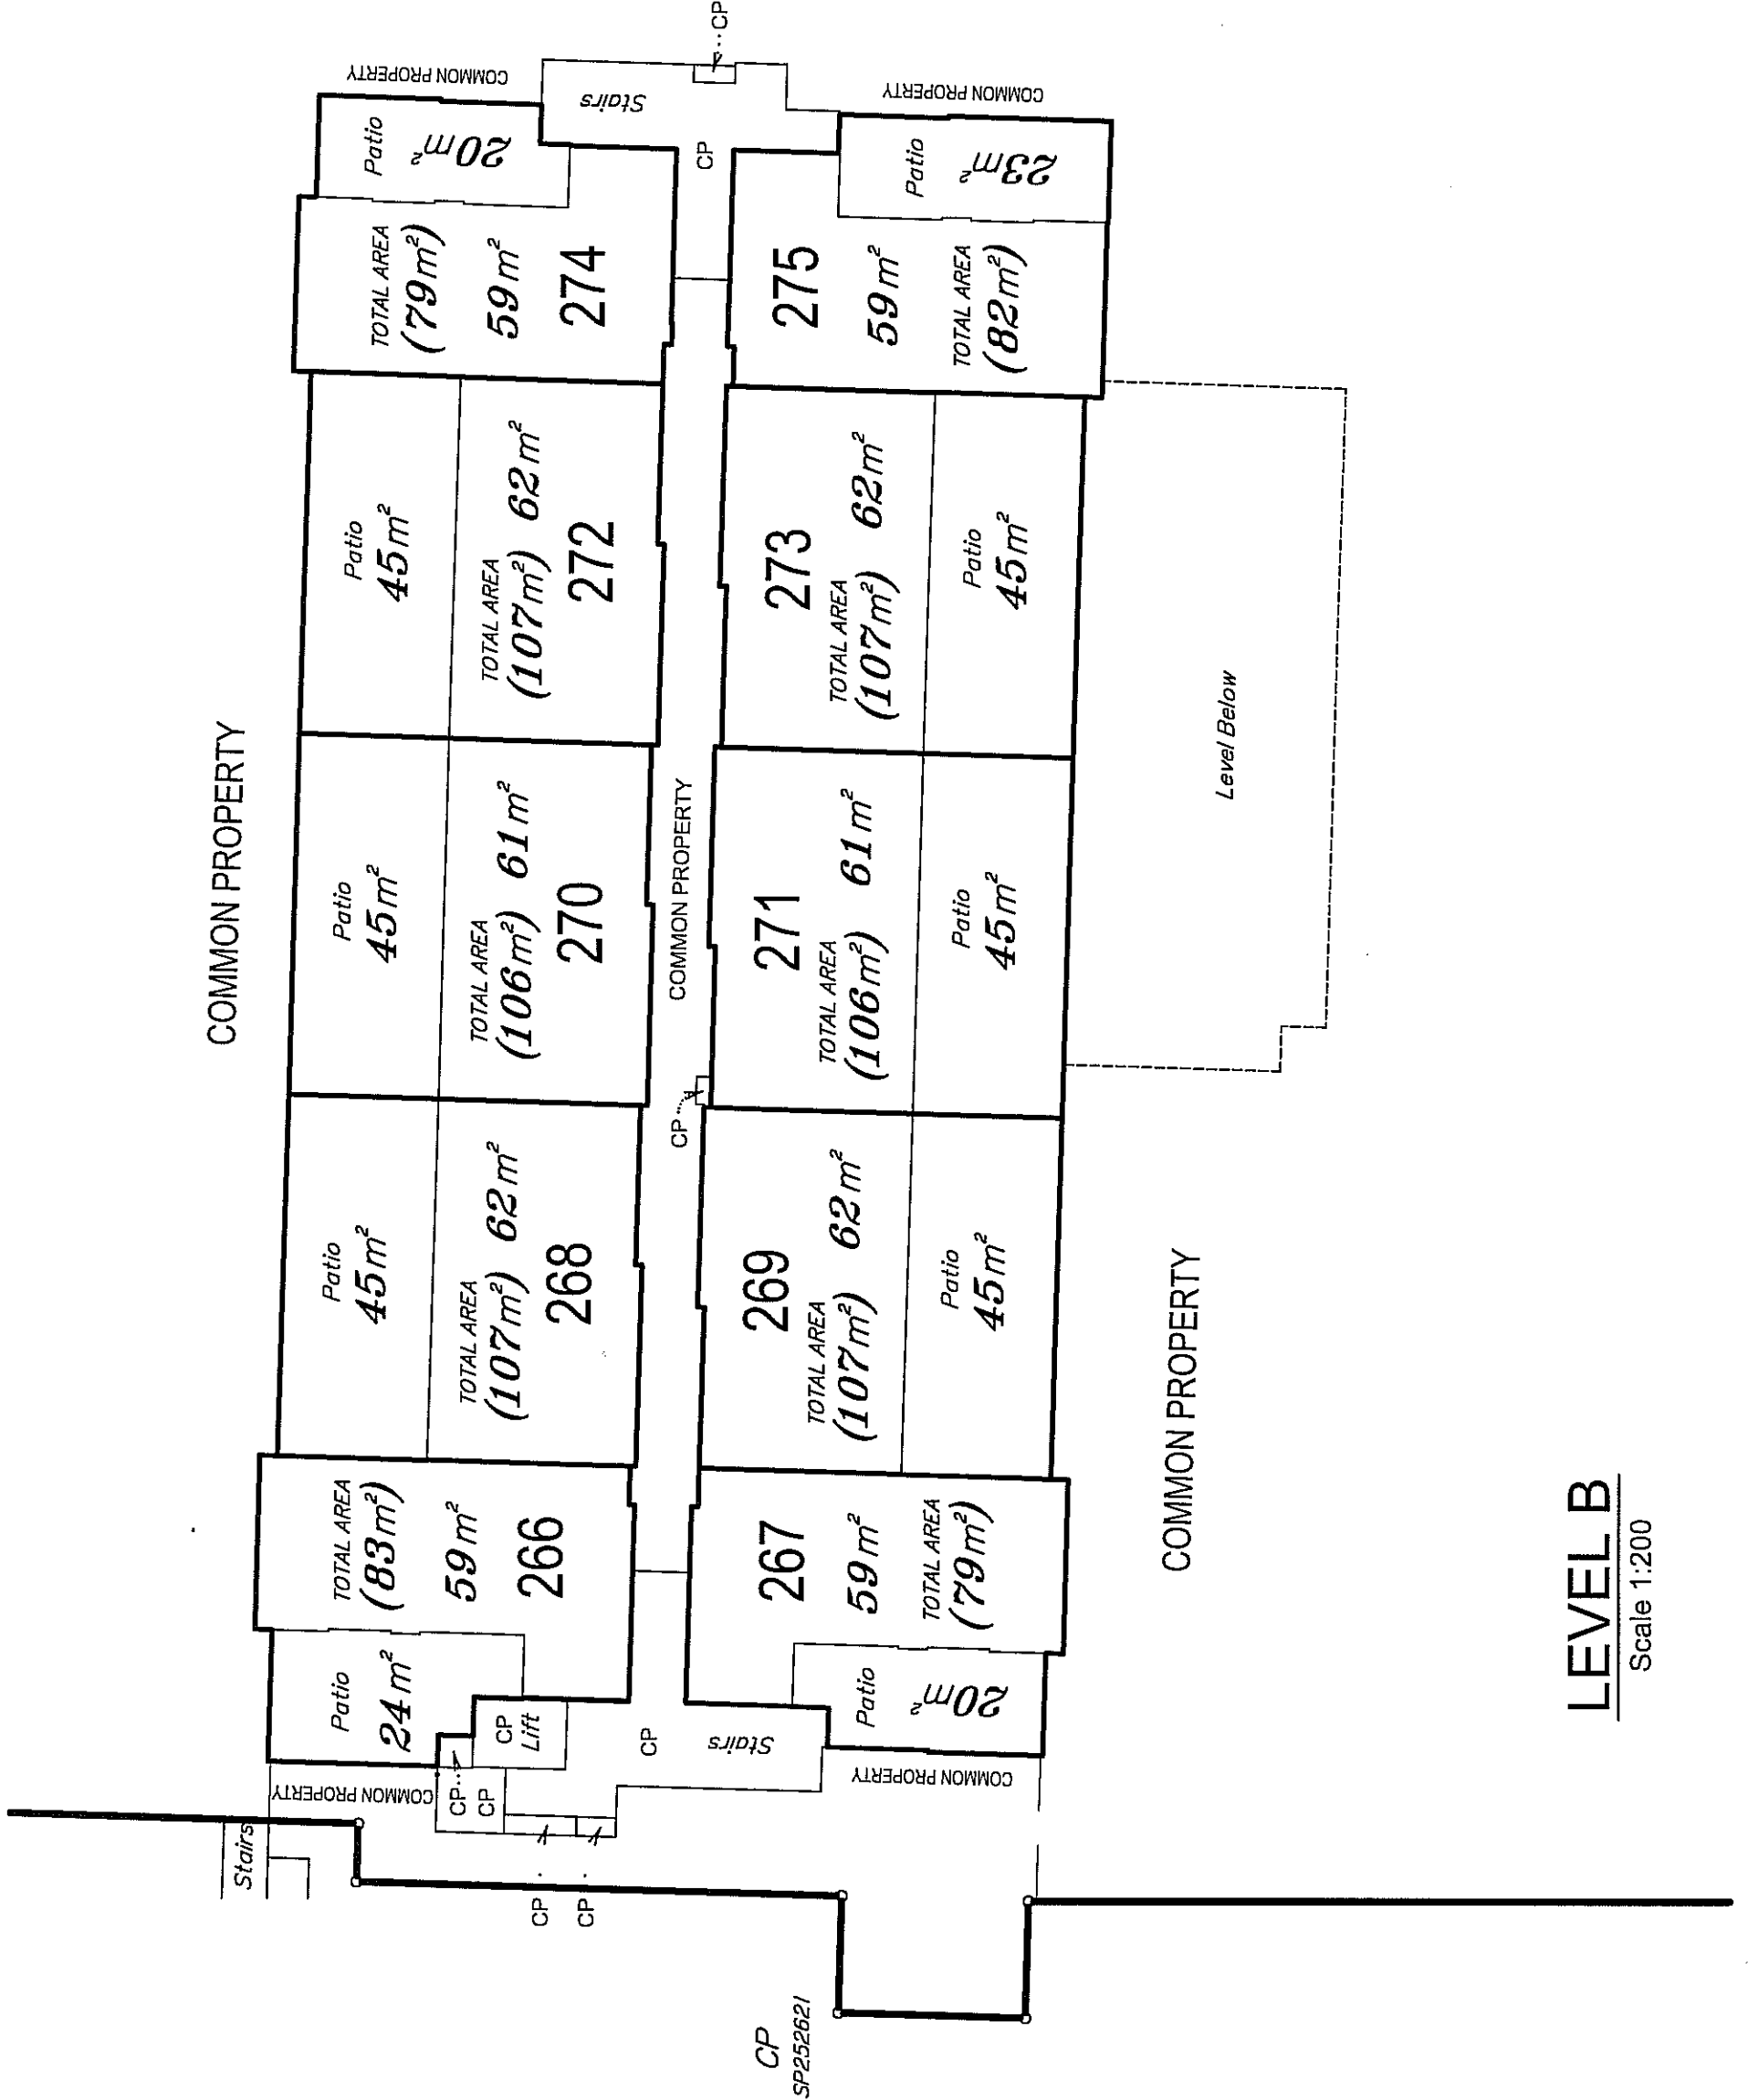 COMMON PROPERTY
COMMON PROPERTY
Stairs
CP
CP
COMMON PROPERTY
Patio
20m²
TOTAL AREA
(79m²)
59m²
274
275
59m²
TOTAL AREA
(82m²)
Patio
23m²
Patio
45m²
TOTAL AREA
(107m²) 62m²
272
273
TOTAL AREA
(107m²) 62m²
Patio
45m²
Patio
45m²
TOTAL AREA
(106m²) 61m²
270
COMMON PROPERTY
271
TOTAL AREA
(106m²) 61m²
Patio
45m²
Level Below
CP
Patio
45m²
TOTAL AREA
(107m²) 62m²
268
269
TOTAL AREA
(107m²) 62m²
Patio
45m²
COMMON PROPERTY
TOTAL AREA
(83m²)
59m²
266
267
59m²
TOTAL AREA
(79m²)
Patio
24m²
CP
Lift
CP
Stairs
Patio
20m²
COMMON PROPERTY
CP
CP
COMMON PROPERTY
Stairs
CP
CP
CP
SP252621
LEVEL B
Scale 1:200